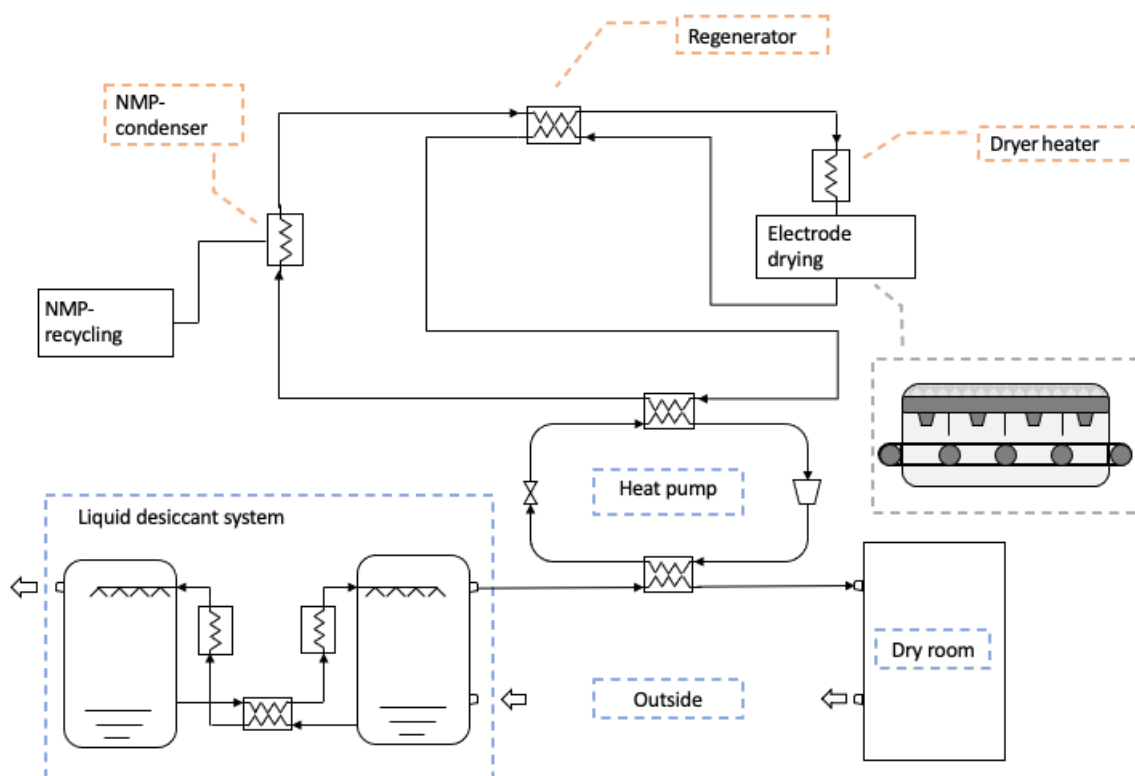 Regenerator
NMP-
condenser
Dryer heater
Electrode
drying
NMP-
recycling
Heat pump
Liquid desiccant system
Dry room
Outside